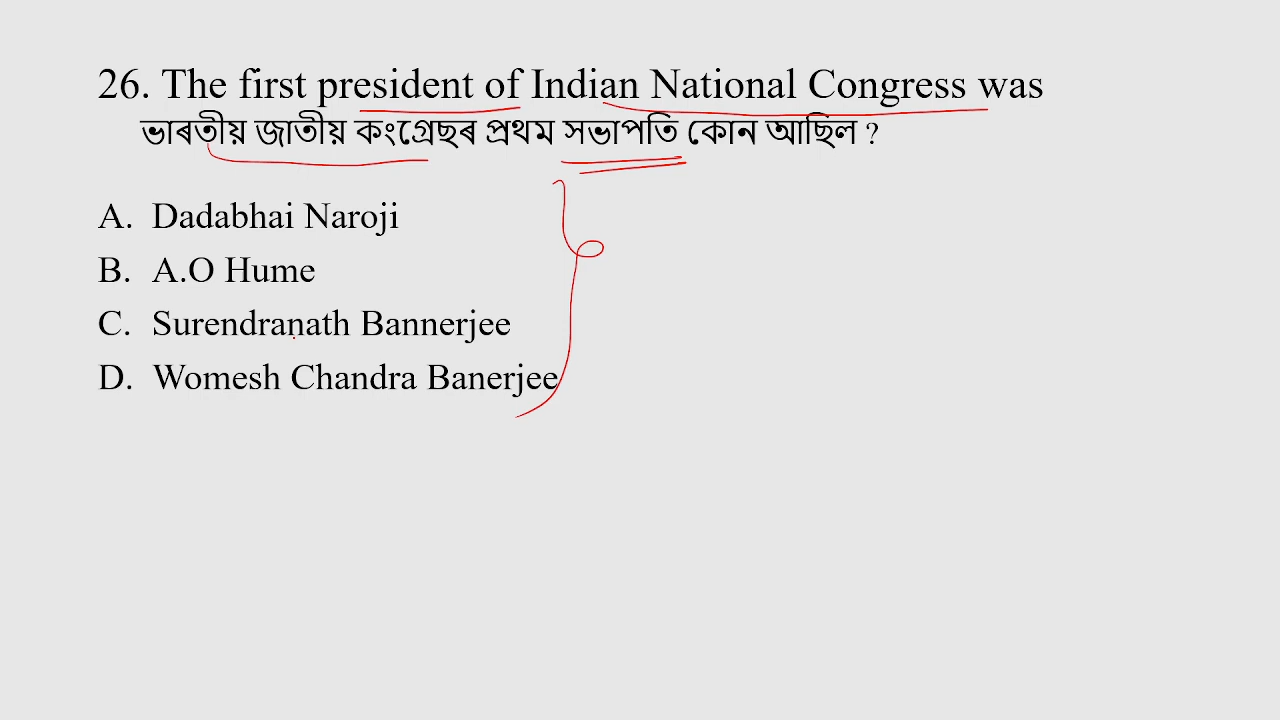 26. The first president of Indian National Congress was
ভাৰতীয় জাতীয় কংগ্ৰেছৰ প্ৰথম সভাপতি কোন আছিল ?
A. Dadabhai Naroji
B. A.O Hume
C. Surendranath Bannerjee
D. Womesh Chandra Banerjee